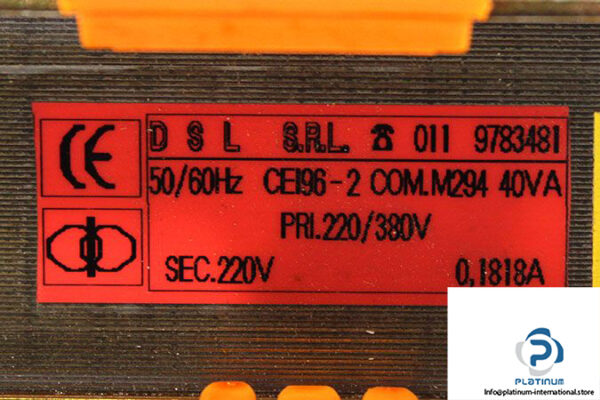 CE
D S L S.R.L. ☎ 011 9783481
50/60Hz CEI96-2 COM.M294 40VA
PRI.220/380V
SEC.220V 0,1818A
PLATINUM
info@platinum-international.store